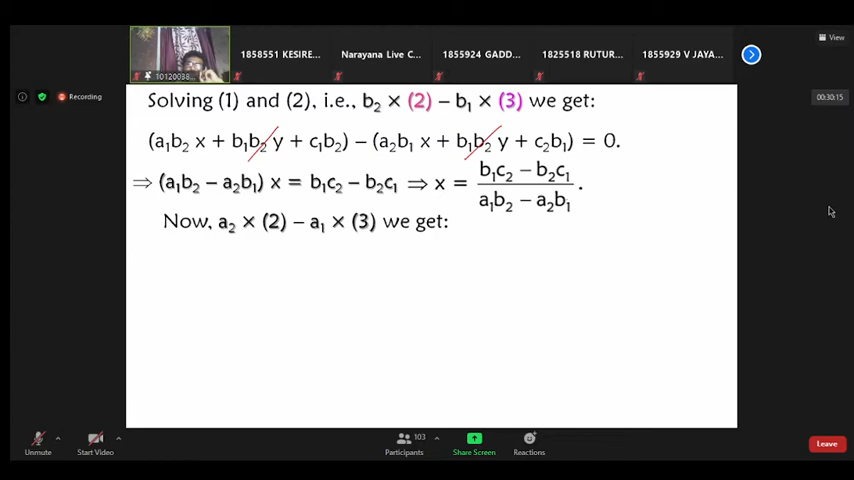 1858551 KESIRE... Narayana Live C... 1855924 GADD... 1825518 RUTUR... 1855929 V JAYA... View
10120038...
Recording 00:30:15
Solving (1) and (2), i.e., b₂ × (2) – b₁ × (3) we get:
(a₁b₂ x + b₁b₂ y + c₁b₂) – (a₂b₁ x + b₁b₂ y + c₂b₁) = 0.
⇒ (a₁b₂ – a₂b₁) x = b₁c₂ – b₂c₁ ⇒ x = (b₁c₂ – b₂c₁)/(a₁b₂ – a₂b₁).
Now, a₂ × (2) – a₁ × (3) we get:
103
Unmute Start Video Participants Share Screen Reactions Leave